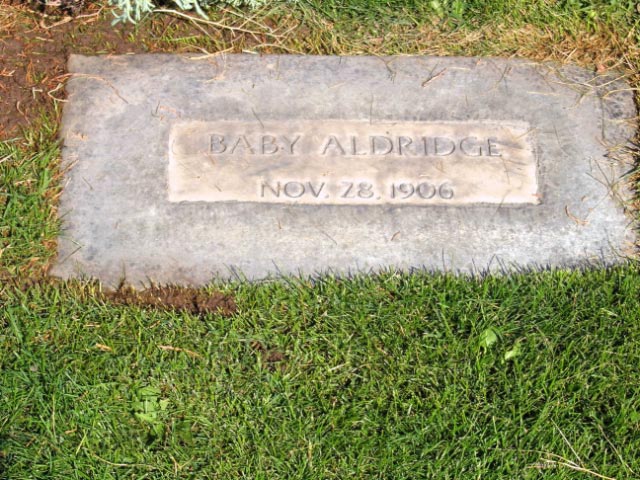 BABY ALDRIDGE
NOV. 28, 1906